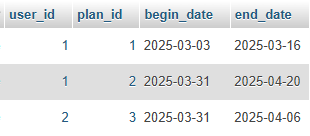 user_id plan_id begin_date end_date
1 1 2025-03-03 2025-03-16
1 2 2025-03-31 2025-04-20
2 3 2025-03-31 2025-04-06